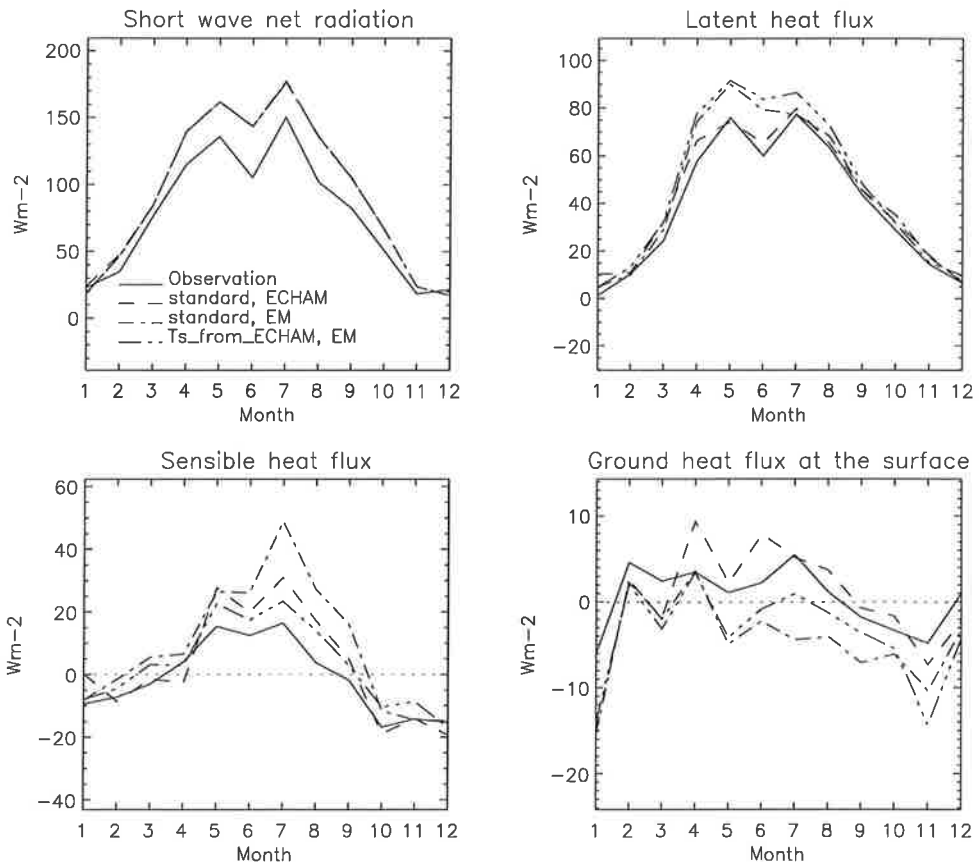 Short wave net radiation
200
150
100
50
0
Wm-2
Observation
standard, ECHAM
standard, EM
Ts_from_ECHAM, EM
1 2 3 4 5 6 7 8 9 10 11 12
Month
Latent heat flux
100
80
60
40
20
0
-20
Wm-2
1 2 3 4 5 6 7 8 9 10 11 12
Month
Sensible heat flux
60
40
20
0
-20
-40
Wm-2
1 2 3 4 5 6 7 8 9 10 11 12
Month
Ground heat flux at the surface
10
0
-10
-20
Wm-2
1 2 3 4 5 6 7 8 9 10 11 12
Month